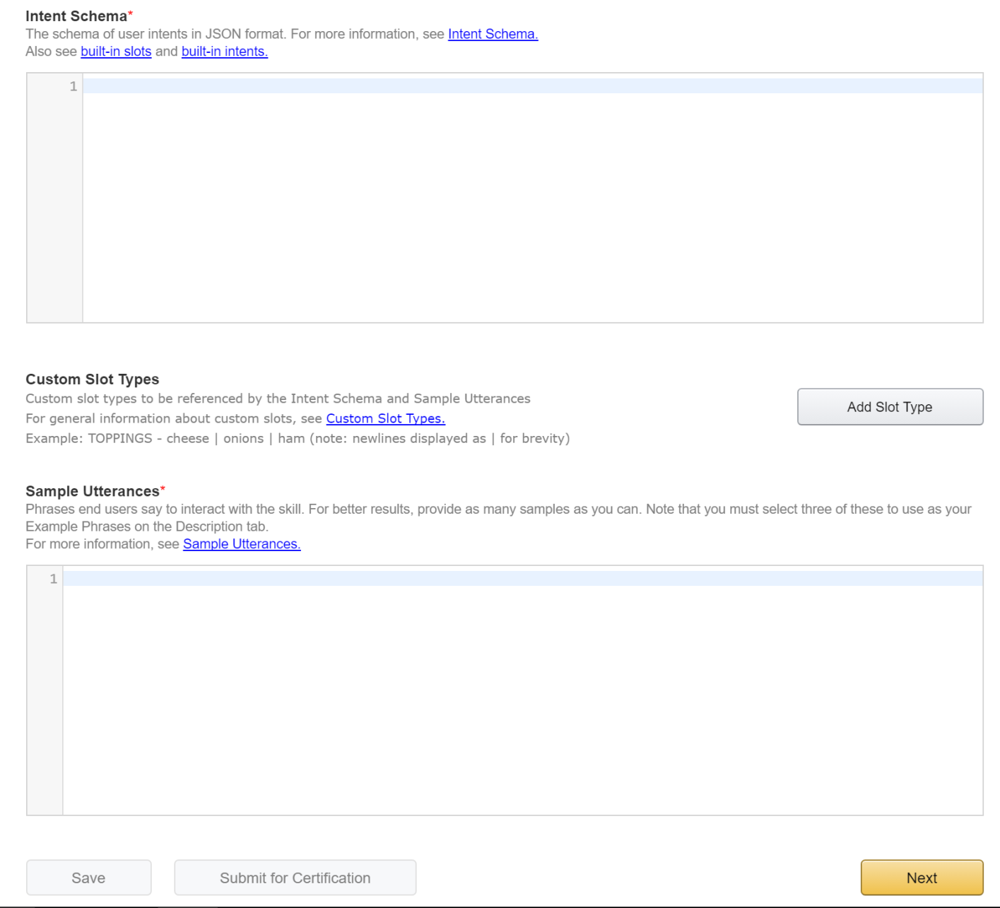 Intent Schema*
The schema of user intents in JSON format. For more information, see Intent Schema.
Also see built-in slots and built-in intents.
1
Custom Slot Types
Custom slot types to be referenced by the Intent Schema and Sample Utterances
For general information about custom slots, see Custom Slot Types.
Example: TOPPINGS - cheese | onions | ham (note: newlines displayed as | for brevity)
Add Slot Type
Sample Utterances*
Phrases end users say to interact with the skill. For better results, provide as many samples as you can. Note that you must select three of these to use as your
Example Phrases on the Description tab.
For more information, see Sample Utterances.
1
Save
Submit for Certification
Next